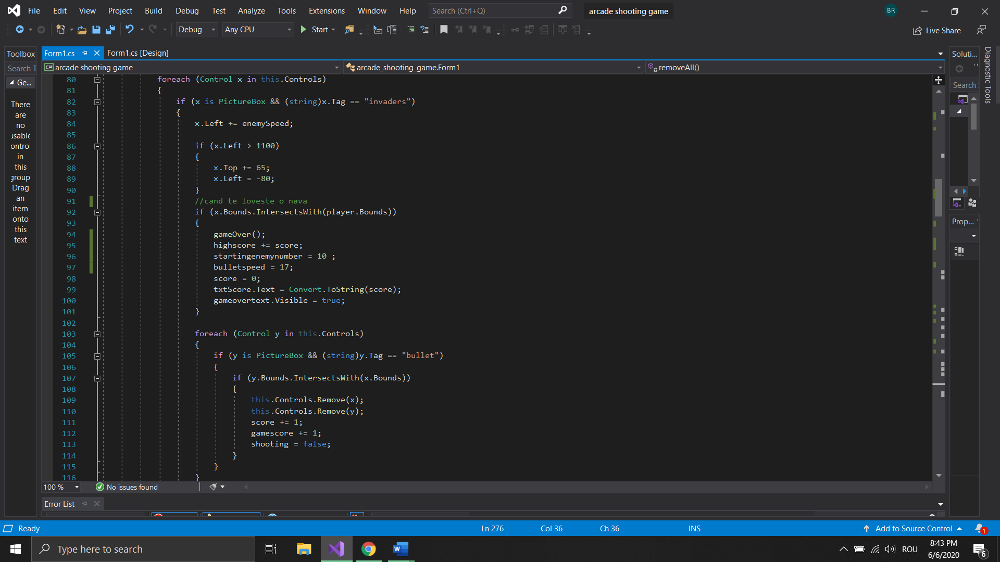 File Edit View Project Build Debug Test Analyze Tools Extensions Window Help Search (Ctrl+Q) arcade shooting game BR
Debug Any CPU Start Live Share
Toolbox Form1.cs Form1.cs [Design] Soluti...
Search T C# arcade shooting game arcade_shooting_game.Form1 removeAll()
Diagnostic Tools
Search S
Ge...
There
are
no
usable
ontrol
in
this
group.
Drag
an
item
onto
this
text
80 foreach (Control x in this.Controls)
81 {
82 if (x is PictureBox && (string)x.Tag == "invaders")
83 {
84 x.Left += enemySpeed;
85
86 if (x.Left > 1100)
87 {
88 x.Top += 65;
89 x.Left = -80;
90 }
91 //cand te loveste o nava
92 if (x.Bounds.IntersectsWith(player.Bounds))
93 {
94 gameOver();
95 highscore += score;
96 startingenemynumber = 10 ;
97 bulletspeed = 17;
98 score = 0;
99 txtScore.Text = Convert.ToString(score);
100 gameovertext.Visible = true;
101 }
102
103 foreach (Control y in this.Controls)
104 {
105 if (y is PictureBox && (string)y.Tag == "bullet")
106 {
107 if (y.Bounds.IntersectsWith(x.Bounds))
108 {
109 this.Controls.Remove(x);
110 this.Controls.Remove(y);
111 score += 1;
112 gamescore += 1;
113 shooting = false;
114 }
115 }
116 }
Prop...
100 % No issues found
Error List
Ready Ln 276 Col 36 Ch 36 INS Add to Source Control 1
Type here to search W ROU 8:43 PM
6/6/2020 6